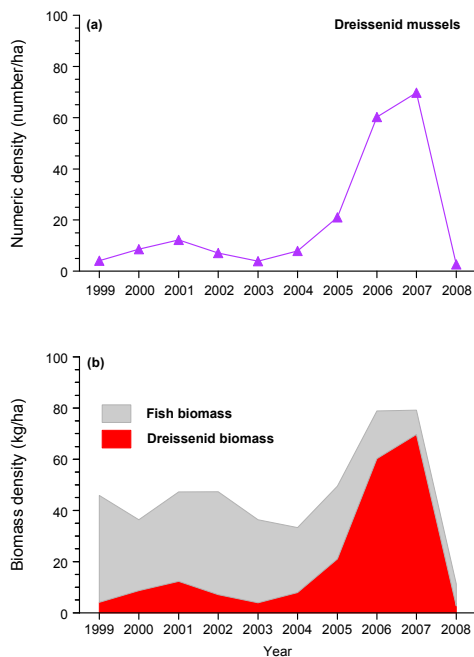 (a) Dreissenid mussels
Numeric density (number/ha)
100
80
60
40
20
0
1999 2000 2001 2002 2003 2004 2005 2006 2007 2008
(b)
Biomass density (kg/ha)
100
80
60
40
20
0
Fish biomass
Dreissenid biomass
1999 2000 2001 2002 2003 2004 2005 2006 2007 2008
Year